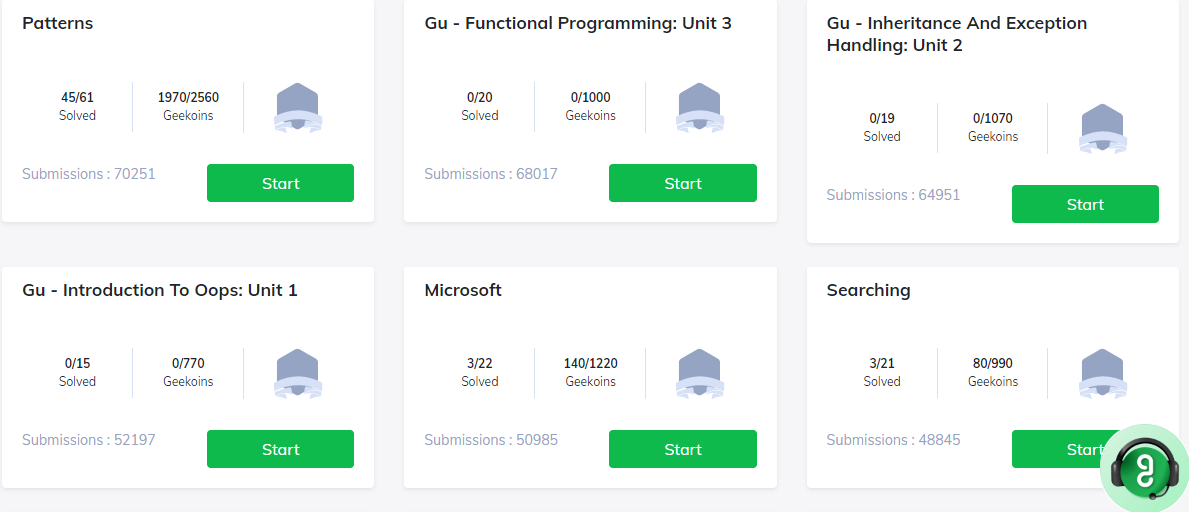 Patterns
45/61
Solved
1970/2560
Geekoins
Submissions : 70251
Start
Gu - Functional Programming: Unit 3
0/20
Solved
0/1000
Geekoins
Submissions : 68017
Start
Gu - Inheritance And Exception
Handling: Unit 2
0/19
Solved
0/1070
Geekoins
Submissions : 64951
Start
Gu - Introduction To Oops: Unit 1
0/15
Solved
0/770
Geekoins
Submissions : 52197
Start
Microsoft
3/22
Solved
140/1220
Geekoins
Submissions : 50985
Start
Searching
3/21
Solved
80/990
Geekoins
Submissions : 48845
Start